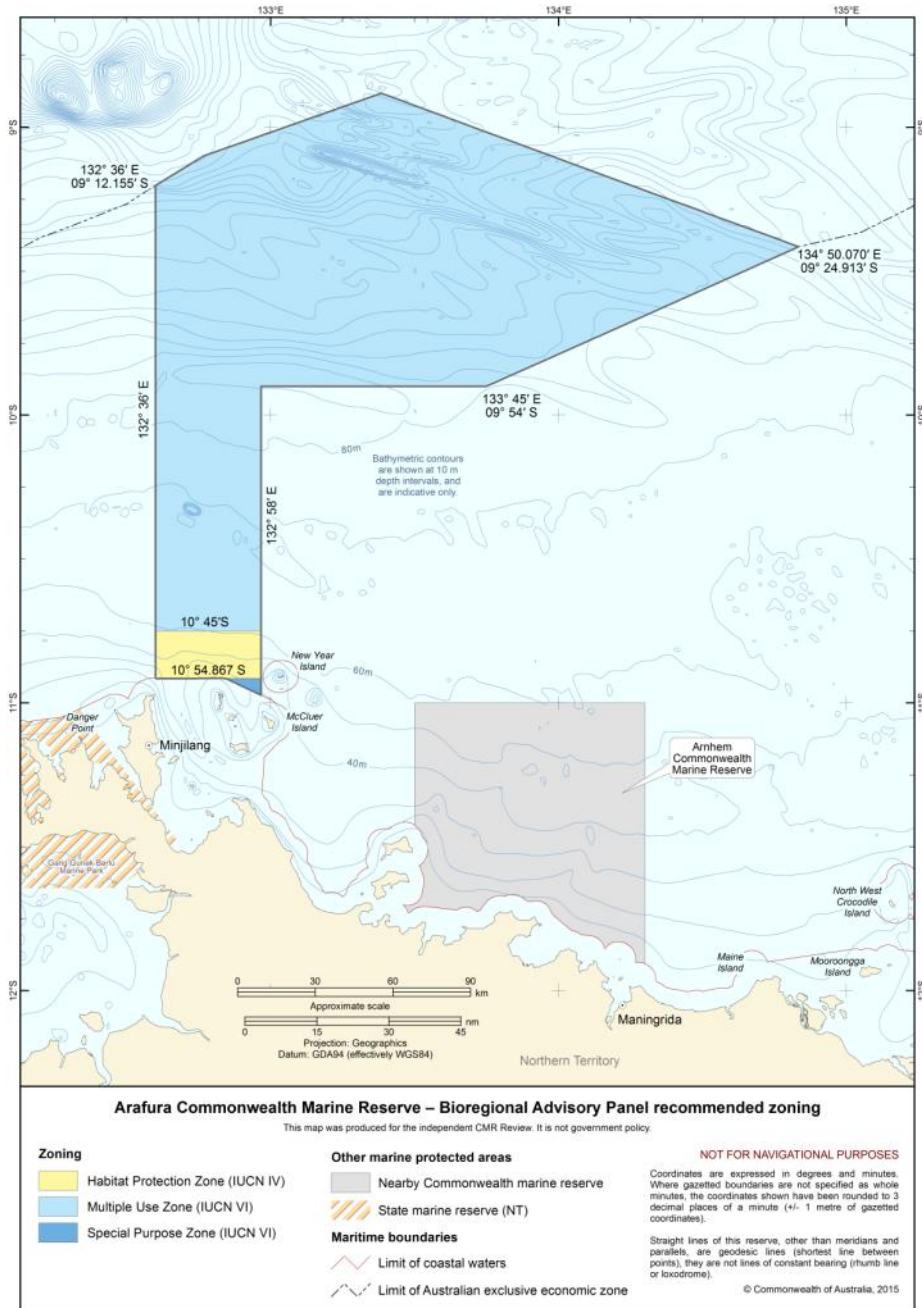 133°E
134°E
135°E
9°S
9°S
132° 36' E
09° 12.155' S
134° 50.070' E
09° 24.913' S
132° 36' E
133° 45' E
09° 54' S
10°S
10°S
80m
Bathymetric contours
are shown at 10 m
depth intervals, and
are indicative only.
132° 58' E
10° 45'S
10° 54.867 S
New Year
Island
60m
11°S
11°S
Danger
Point
McCluer
Island
Minjilang
40m
Arnhem
Commonwealth
Marine Reserve
Garig Gunak Barlu
Marine Park
North West
Crocodile
Island
Maine
Island
Mooroongga
Island
0 30 60 90
km
Approximate scale
nm
0 15 30 45
Projection: Geographics
Datum: GDA94 (effectively WGS84)
12°S
12°S
Maningrida
Northern Territory
Arafura Commonwealth Marine Reserve – Bioregional Advisory Panel recommended zoning
This map was produced for the independent CMR Review. It is not government policy.
Zoning
Habitat Protection Zone (IUCN IV)
Multiple Use Zone (IUCN VI)
Special Purpose Zone (IUCN VI)
Other marine protected areas
Nearby Commonwealth marine reserve
State marine reserve (NT)
Maritime boundaries
Limit of coastal waters
Limit of Australian exclusive economic zone
NOT FOR NAVIGATIONAL PURPOSES
Coordinates are expressed in degrees and minutes.
Where gazetted boundaries are not specified as whole
minutes, the coordinates shown have been rounded to 3
decimal places of a minute (+/- 1 metre of gazetted
coordinates).
Straight lines of this reserve, other than meridians and
parallels, are geodesic lines (shortest line between
points), they are not lines of constant bearing (rhumb line
or loxodrome).
© Commonwealth of Australia, 2015